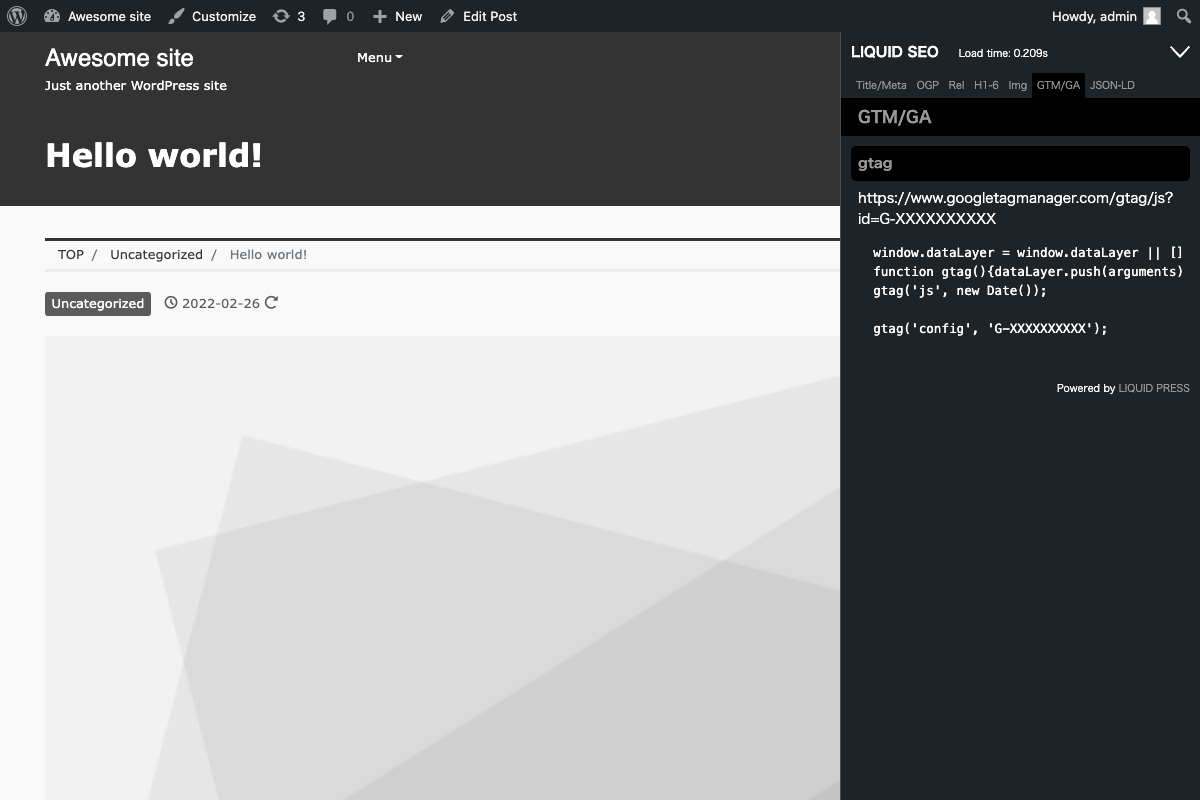 Awesome site Customize 3 0 New Edit Post Howdy, admin
Awesome site Menu
Just another WordPress site
Hello world!
TOP / Uncategorized / Hello world!
Uncategorized 2022-02-26
LIQUID SEO Load time: 0.209s
Title/Meta OGP Rel H1-6 Img GTM/GA JSON-LD
GTM/GA
gtag
https://www.googletagmanager.com/gtag/js?
id=G-XXXXXXXXXX
window.dataLayer = window.dataLayer || []
function gtag(){dataLayer.push(arguments)
gtag('js', new Date());
gtag('config', 'G-XXXXXXXXXX');
Powered by LIQUID PRESS